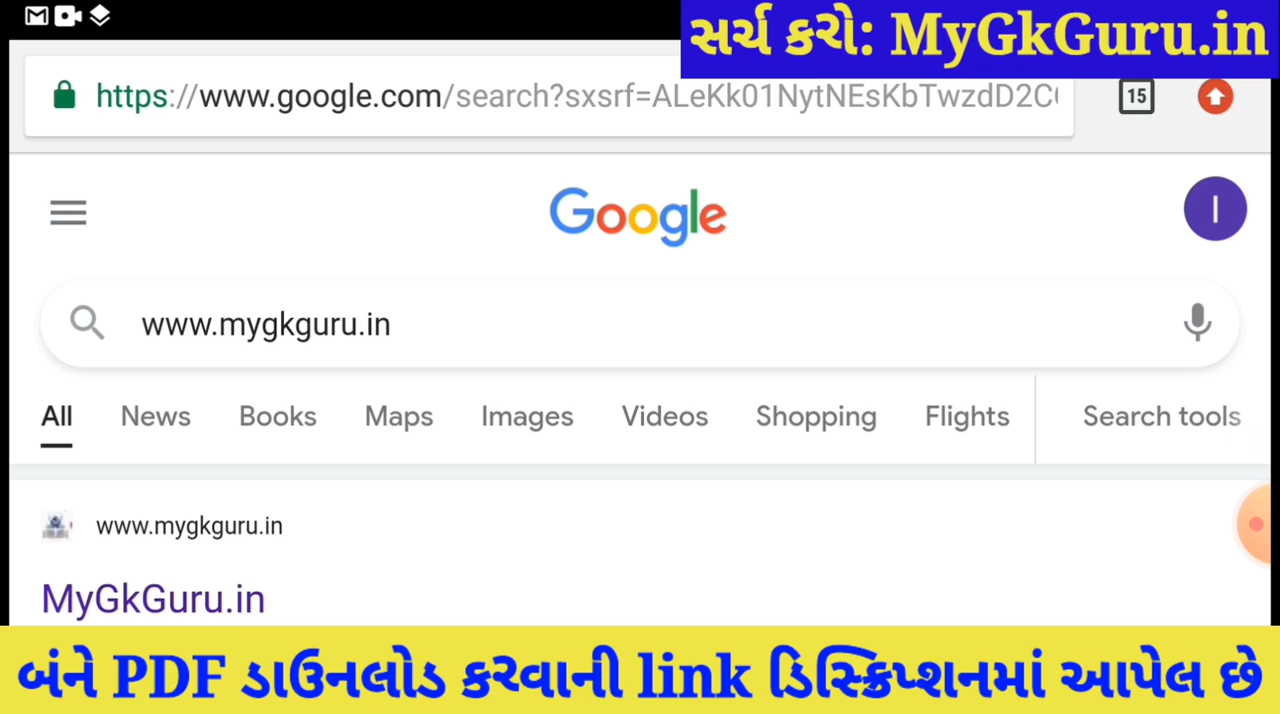 સર્ચ કરો: MyGkGuru.in
https://www.google.com/search?sxsrf=ALeKk01NytNEsKbTwzdD2C
15
Google
I
www.mygkguru.in
All News Books Maps Images Videos Shopping Flights Search tools
www.mygkguru.in
MyGkGuru.in
બંને PDF ડાઉનલોડ કરવાની link ડિસ્ક્રિપ્શનમાં આપેલ છે